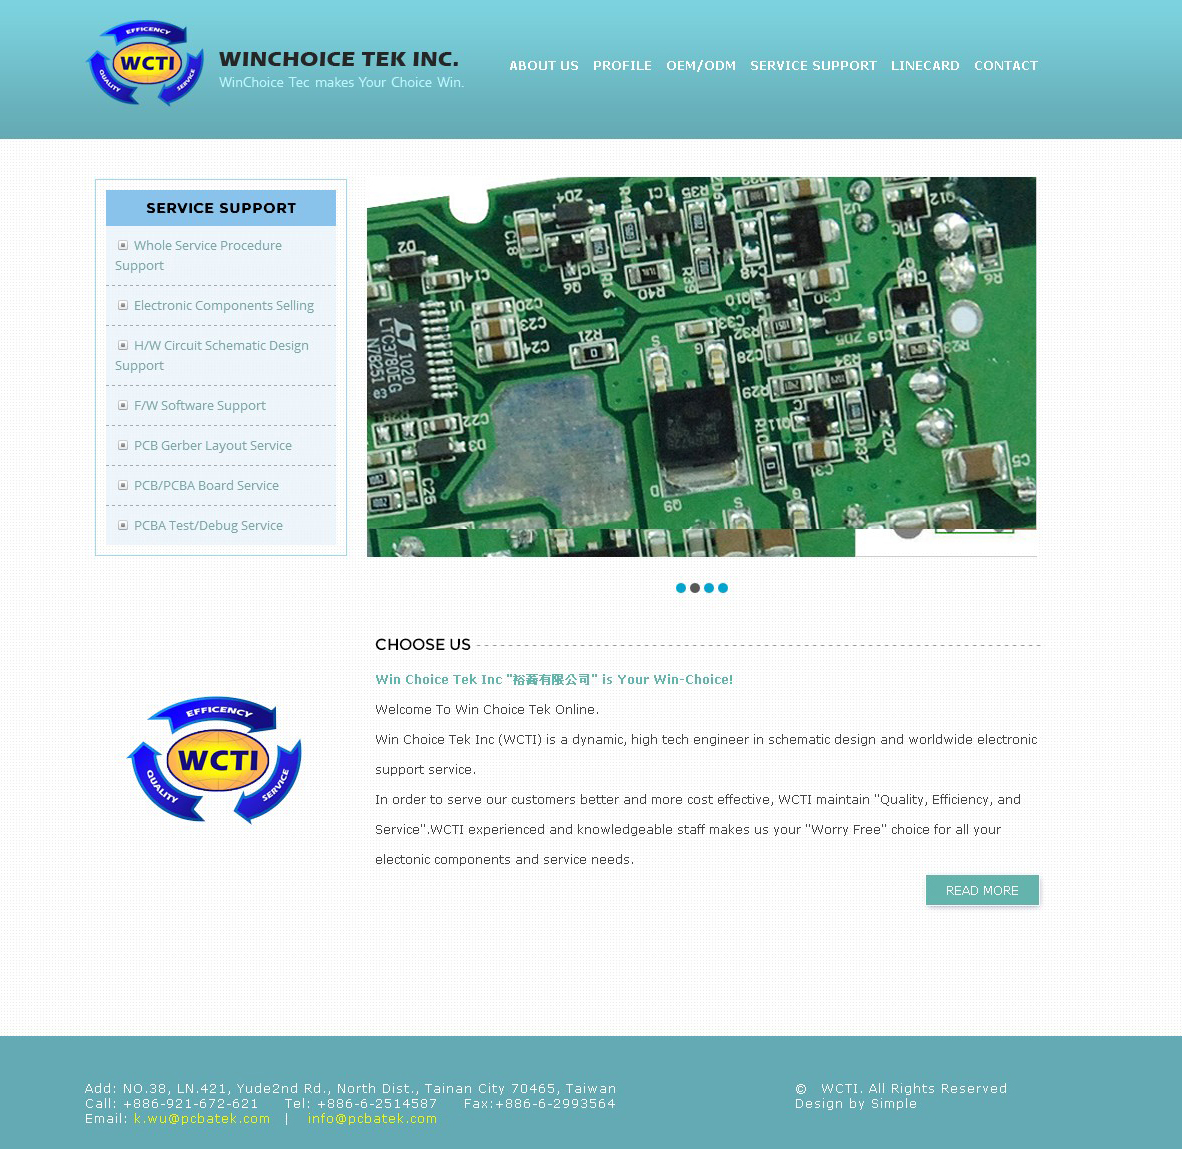 EFFICENCY
QUALITY
WCTI
SERVICE
WINCHOICE TEK INC.
WinChoice Tec makes Your Choice Win.
ABOUT US PROFILE OEM/ODM SERVICE SUPPORT LINECARD CONTACT
SERVICE SUPPORT
Whole Service Procedure
Support
Electronic Components Selling
H/W Circuit Schematic Design
Support
F/W Software Support
PCB Gerber Layout Service
PCB/PCBA Board Service
PCBA Test/Debug Service
LTC3780EG
1020
N78251
e3
CHOOSE US
Win Choice Tek Inc "裕喬有限公司" is Your Win-Choice!
Welcome To Win Choice Tek Online.
Win Choice Tek Inc (WCTI) is a dynamic, high tech engineer in schematic design and worldwide electronic
support service.
In order to serve our customers better and more cost effective, WCTI maintain "Quality, Efficiency, and
Service".WCTI experienced and knowledgeable staff makes us your "Worry Free" choice for all your
electonic components and service needs.
READ MORE
EFFICENCY
QUALITY
WCTI
SERVICE
Add: NO.38, LN.421, Yude2nd Rd., North Dist., Tainan City 70465, Taiwan
Call: +886-921-672-621 Tel: +886-6-2514587 Fax:+886-6-2993564
Email: k.wu@pcbatek.com | info@pcbatek.com
© WCTI. All Rights Reserved
Design by Simple